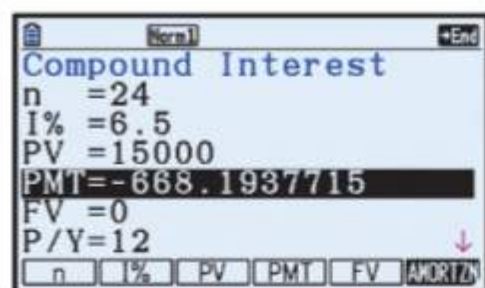 Norm1 →End
Compound Interest
n =24
I% =6.5
PV =15000
PMT=-668.1937715
FV =0
P/Y=12 ↓
n I% PV PMT FV AMORTZN